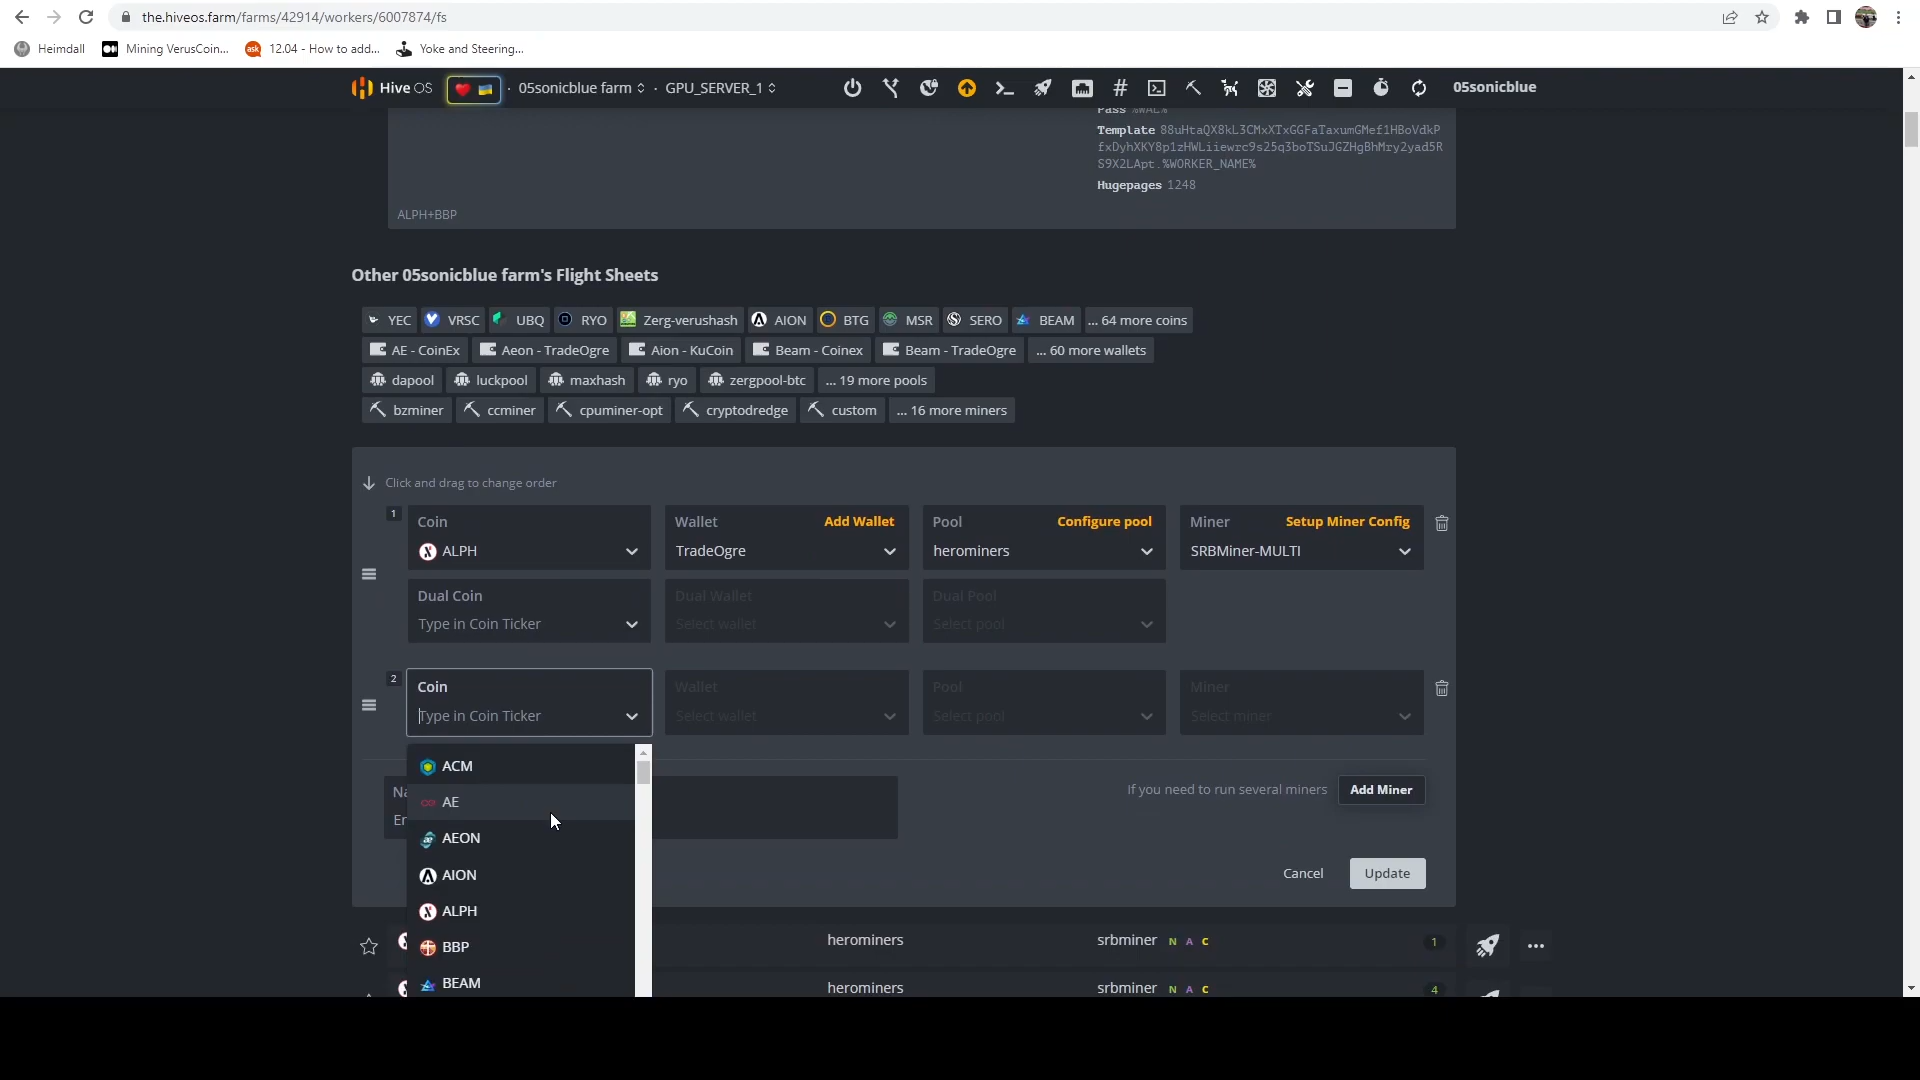 the.hiveos.farm/farms/42914/workers/6007874/fs
Heimdall Mining VerusCoin... ask 12.04 - How to add... Yoke and Steering...
Hive OS · 05sonicblue farm · GPU_SERVER_1 05sonicblue
Pass %WAL%
Template 88uHtaQX8kL3CMxXTxGGFaTaxumGMef1HBoVdkP
fxDyhXKY8p1zHWLiiewrc9s25q3boTSuJGZHgBhMry2yad5R
S9X2LApt.%WORKER_NAME%
Hugepages 1248
ALPH+BBP
Other 05sonicblue farm's Flight Sheets
YEC VRSC UBQ RYO Zerg-verushash AION BTG MSR SERO BEAM ... 64 more coins
AE - CoinEx Aeon - TradeOgre Aion - KuCoin Beam - Coinex Beam - TradeOgre ... 60 more wallets
dapool luckpool maxhash ryo zergpool-btc ... 19 more pools
bzminer ccminer cpuminer-opt cryptodredge custom ... 16 more miners
Click and drag to change order
1 Coin Wallet Add Wallet Pool Configure pool Miner Setup Miner Config
ALPH TradeOgre herominers SRBMiner-MULTI
Dual Coin Dual Wallet Dual Pool
Type in Coin Ticker Select wallet Select pool
2 Coin Wallet Pool Miner
Type in Coin Ticker Select wallet Select pool Select miner
ACM
Na If you need to run several miners Add Miner
AE
En
AEON
AION Cancel Update
ALPH
herominers srbminer N A C 1
BBP
BEAM herominers srbminer N A C 4